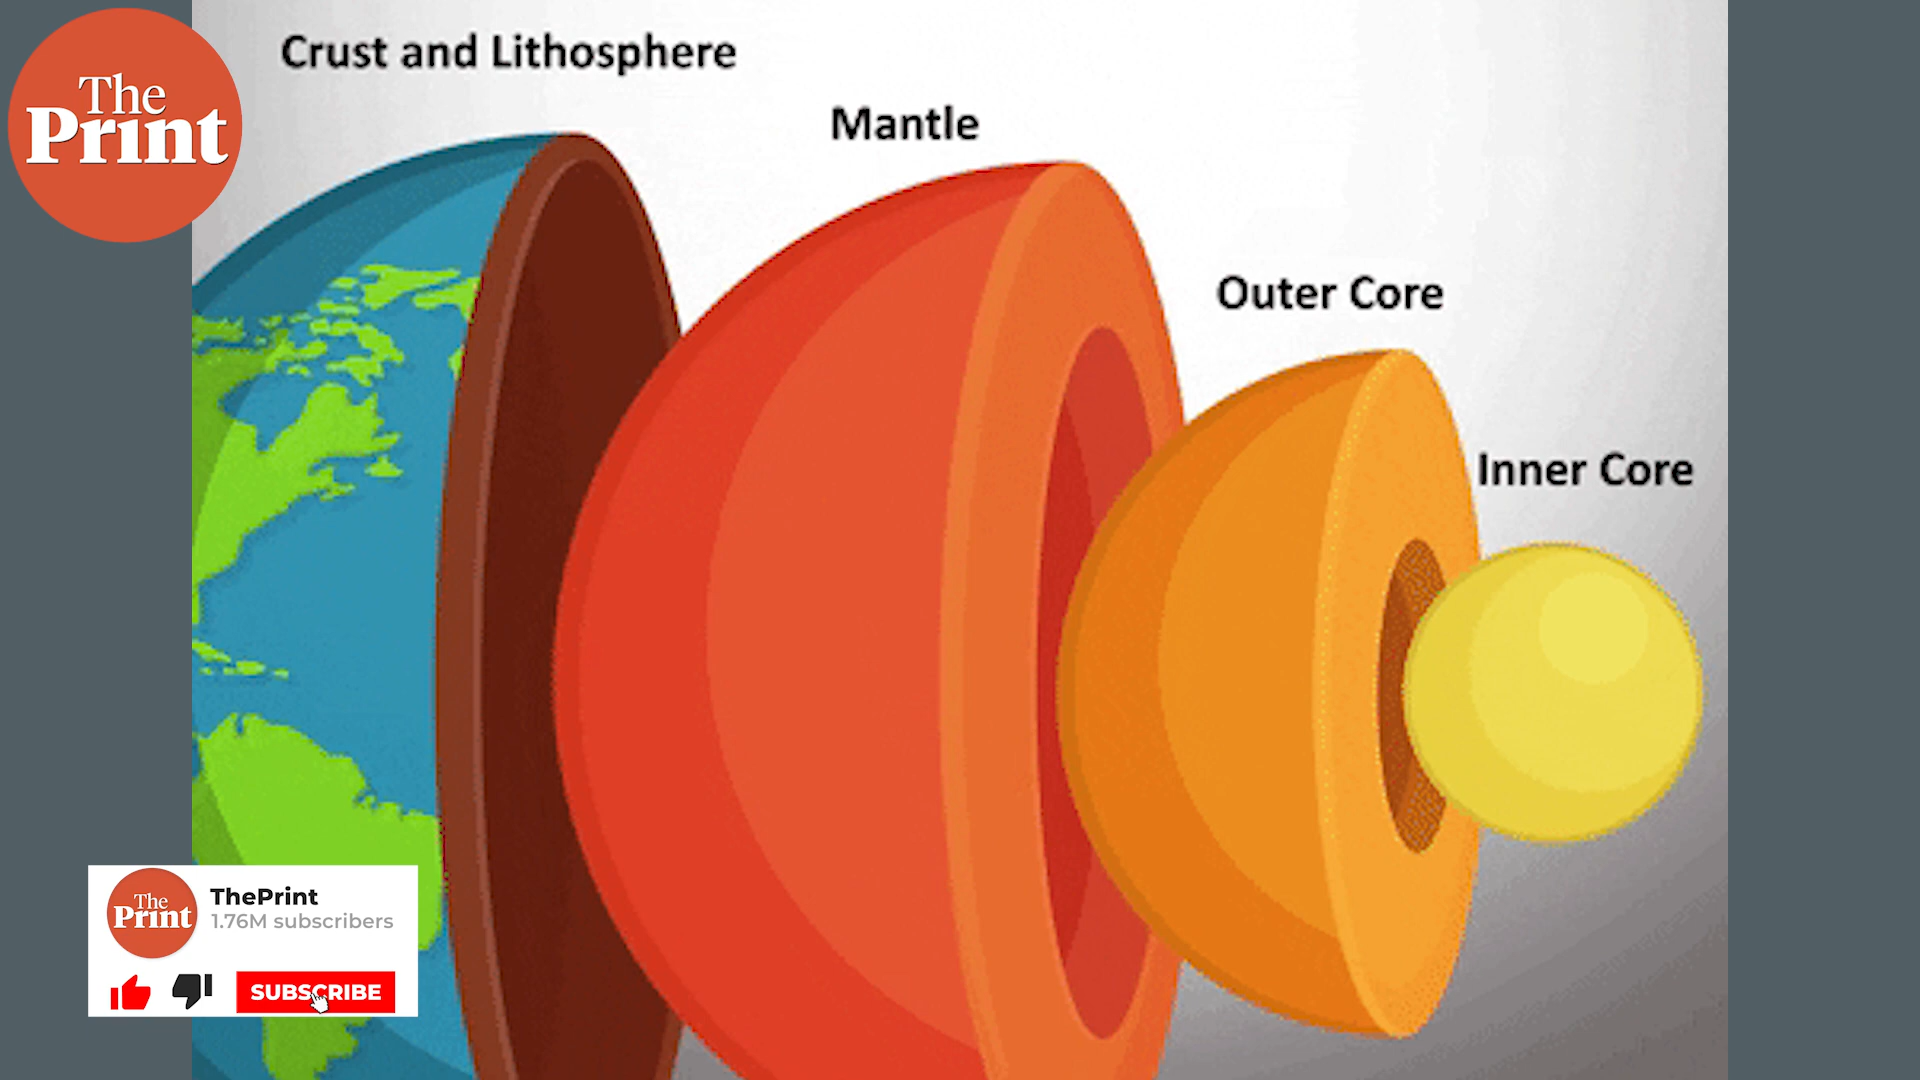 The
Print
Crust and Lithosphere
Mantle
Outer Core
Inner Core
The
Print
ThePrint
1.76M subscribers
SUBSCRIBE